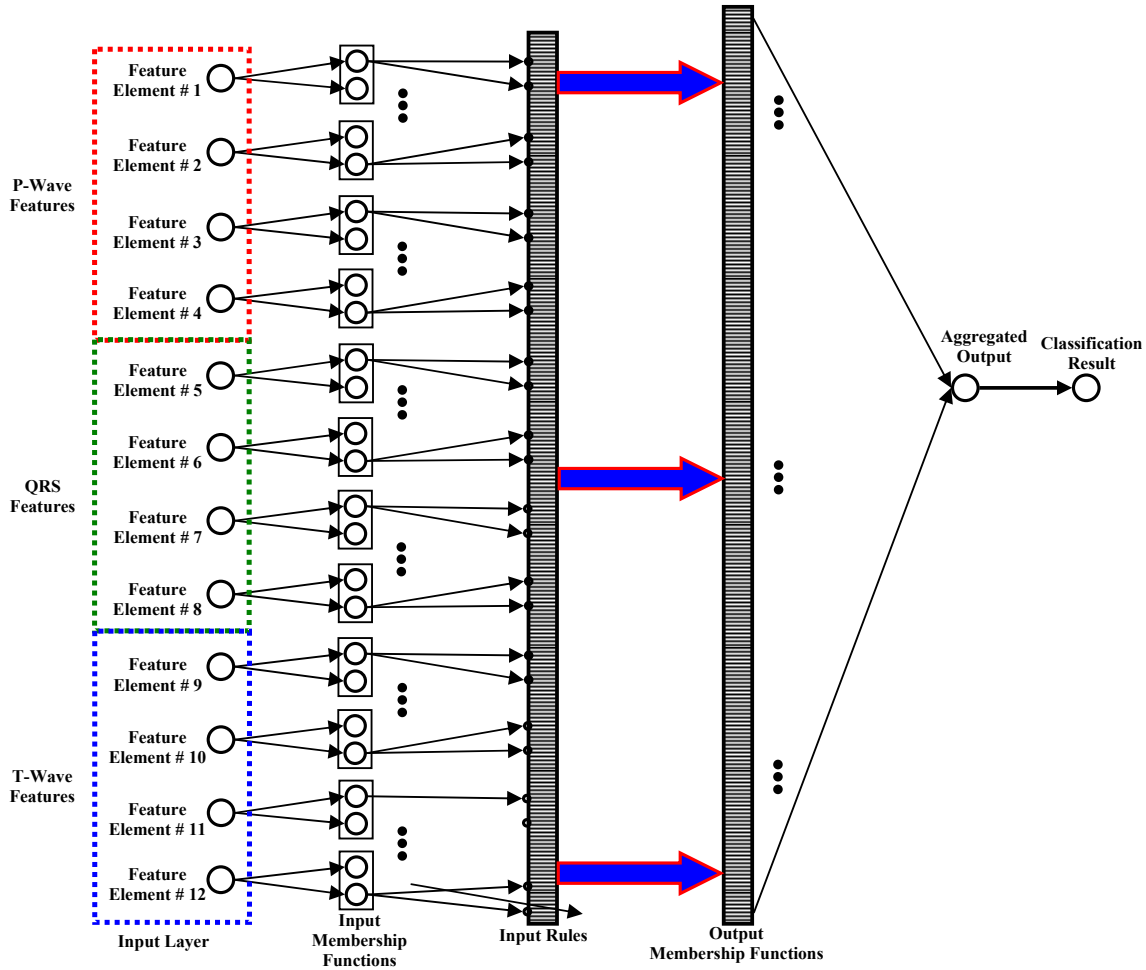 P-Wave
Features
Feature
Element # 1
Feature
Element # 2
Feature
Element # 3
Feature
Element # 4
QRS
Features
Feature
Element # 5
Feature
Element # 6
Feature
Element # 7
Feature
Element # 8
T-Wave
Features
Feature
Element # 9
Feature
Element # 10
Feature
Element # 11
Feature
Element # 12
Input Layer
Input
Membership
Functions
Input Rules
Output
Membership Functions
Aggregated
Output
Classification
Result